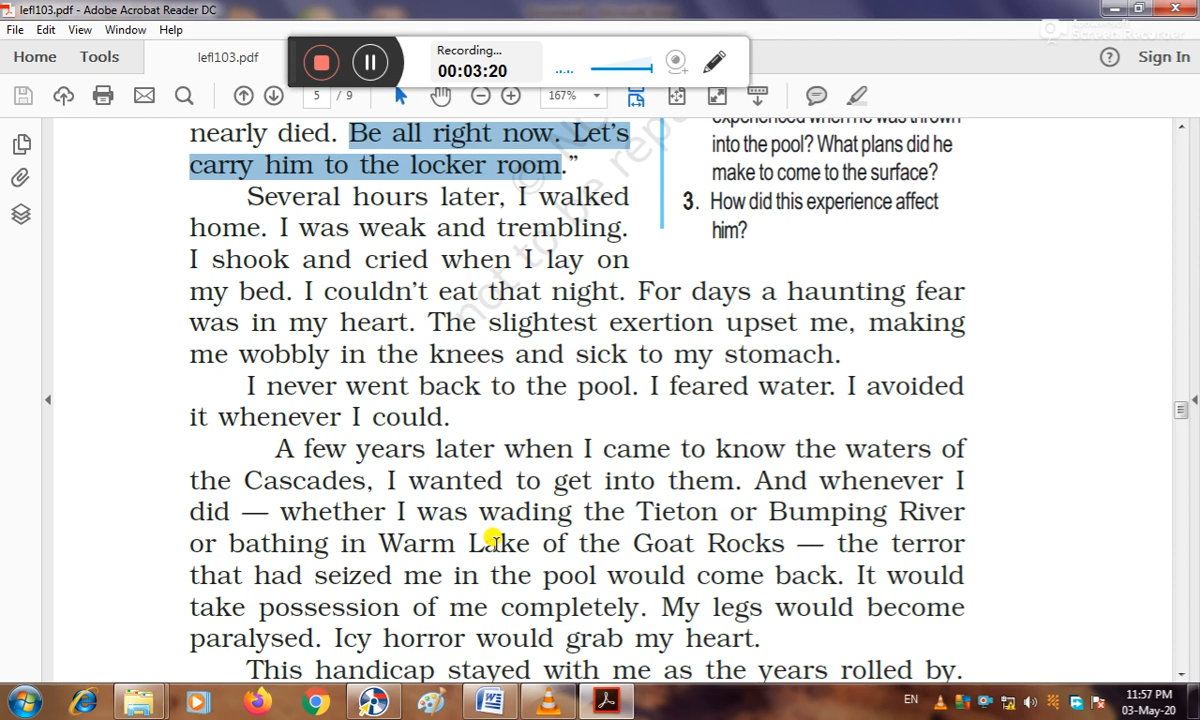 lefl103.pdf - Adobe Acrobat Reader DC
File Edit View Window Help
Screen Recorder
Home Tools lefl103.pdf
Recording...
00:03:20
Sign In
5 / 9
167%
nearly died. Be all right now. Let's
carry him to the locker room."
Several hours later, I walked
home. I was weak and trembling.
I shook and cried when I lay on
my bed. I couldn't eat that night. For days a haunting fear
was in my heart. The slightest exertion upset me, making
me wobbly in the knees and sick to my stomach.
I never went back to the pool. I feared water. I avoided
it whenever I could.
A few years later when I came to know the waters of
the Cascades, I wanted to get into them. And whenever I
did — whether I was wading the Tieton or Bumping River
or bathing in Warm Lake of the Goat Rocks — the terror
that had seized me in the pool would come back. It would
take possession of me completely. My legs would become
paralysed. Icy horror would grab my heart.
This handicap stayed with me as the years rolled by.
experienced when he was thrown
into the pool? What plans did he
make to come to the surface?
3. How did this experience affect
him?
not to be
EN
11:57 PM
03-May-20